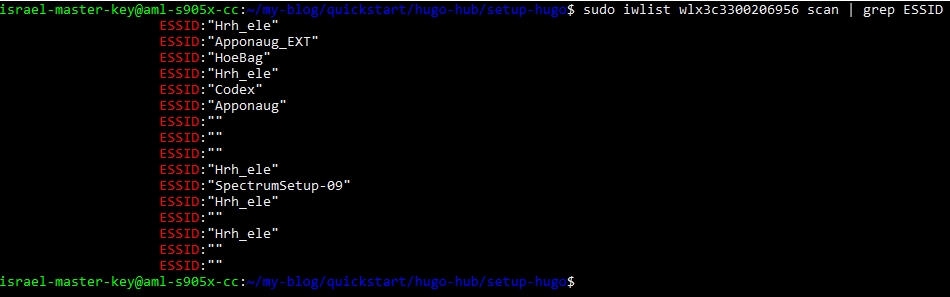 israel-master-key@aml-s905x-cc:~/my-blog/quickstart/hugo-hub/setup-hugo$ sudo iwlist wlx3c3300206956 scan | grep ESSID
ESSID:"Hrh_ele"
ESSID:"Apponaug_EXT"
ESSID:"HoeBag"
ESSID:"Hrh_ele"
ESSID:"Codex"
ESSID:"Apponaug"
ESSID:""
ESSID:""
ESSID:""
ESSID:"Hrh_ele"
ESSID:"SpectrumSetup-09"
ESSID:"Hrh_ele"
ESSID:""
ESSID:"Hrh_ele"
ESSID:""
ESSID:""
israel-master-key@aml-s905x-cc:~/my-blog/quickstart/hugo-hub/setup-hugo$